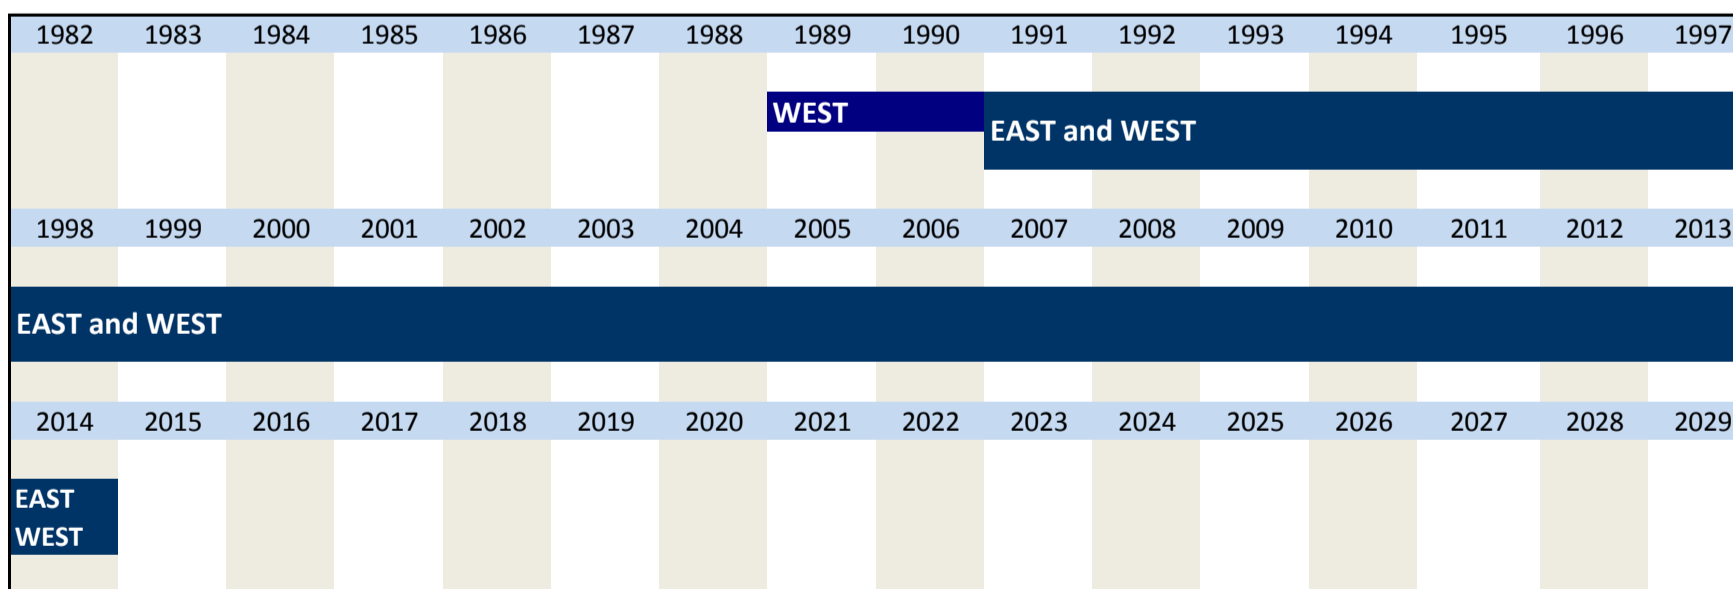 1982 1983 1984 1985 1986 1987 1988 1989 1990 1991 1992 1993 1994 1995 1996 1997
WEST
EAST and WEST
1998 1999 2000 2001 2002 2003 2004 2005 2006 2007 2008 2009 2010 2011 2012 2013
EAST and WEST
2014 2015 2016 2017 2018 2019 2020 2021 2022 2023 2024 2025 2026 2027 2028 2029
EAST
WEST